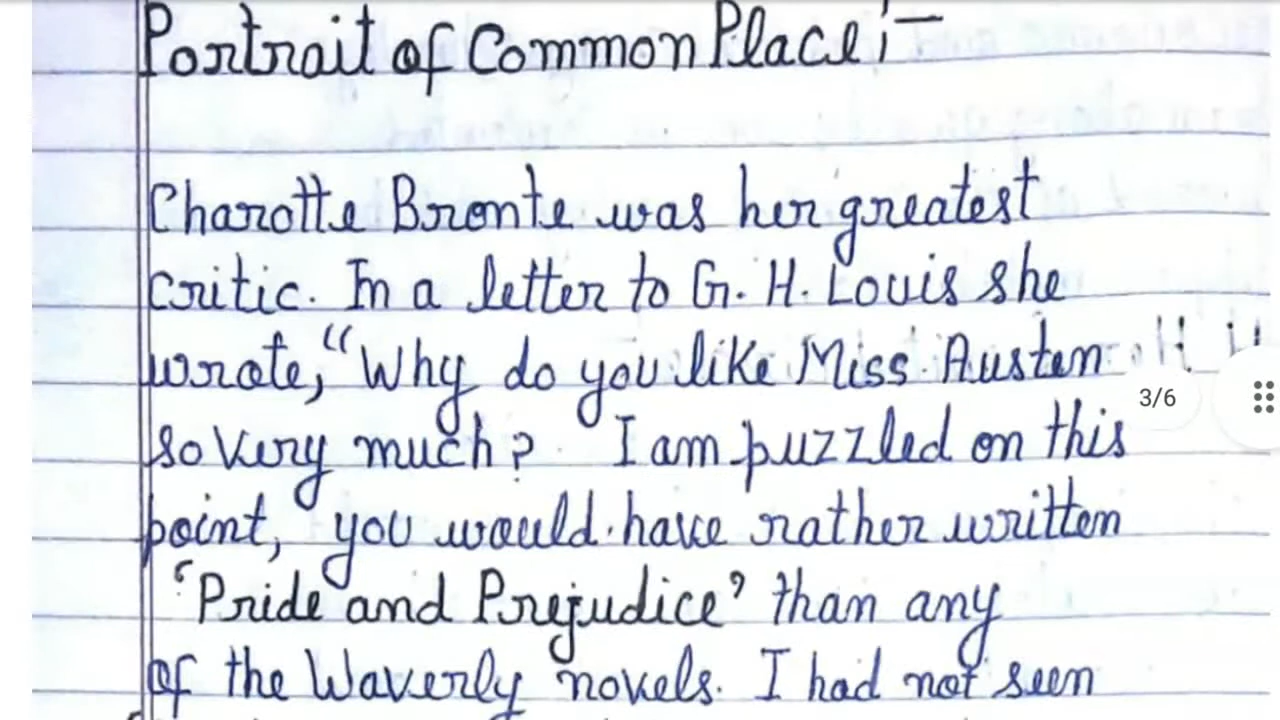 Portrait of Common Place:-
Charotte Bronte was her greatest
critic. In a letter to G. H. Louis she
wrote, "Why do you like Miss Austen
so very much? I am puzzled on this
point, you would have rather written
'Pride and Prejudice' than any
of the Waverly novels. I had not seen
3/6